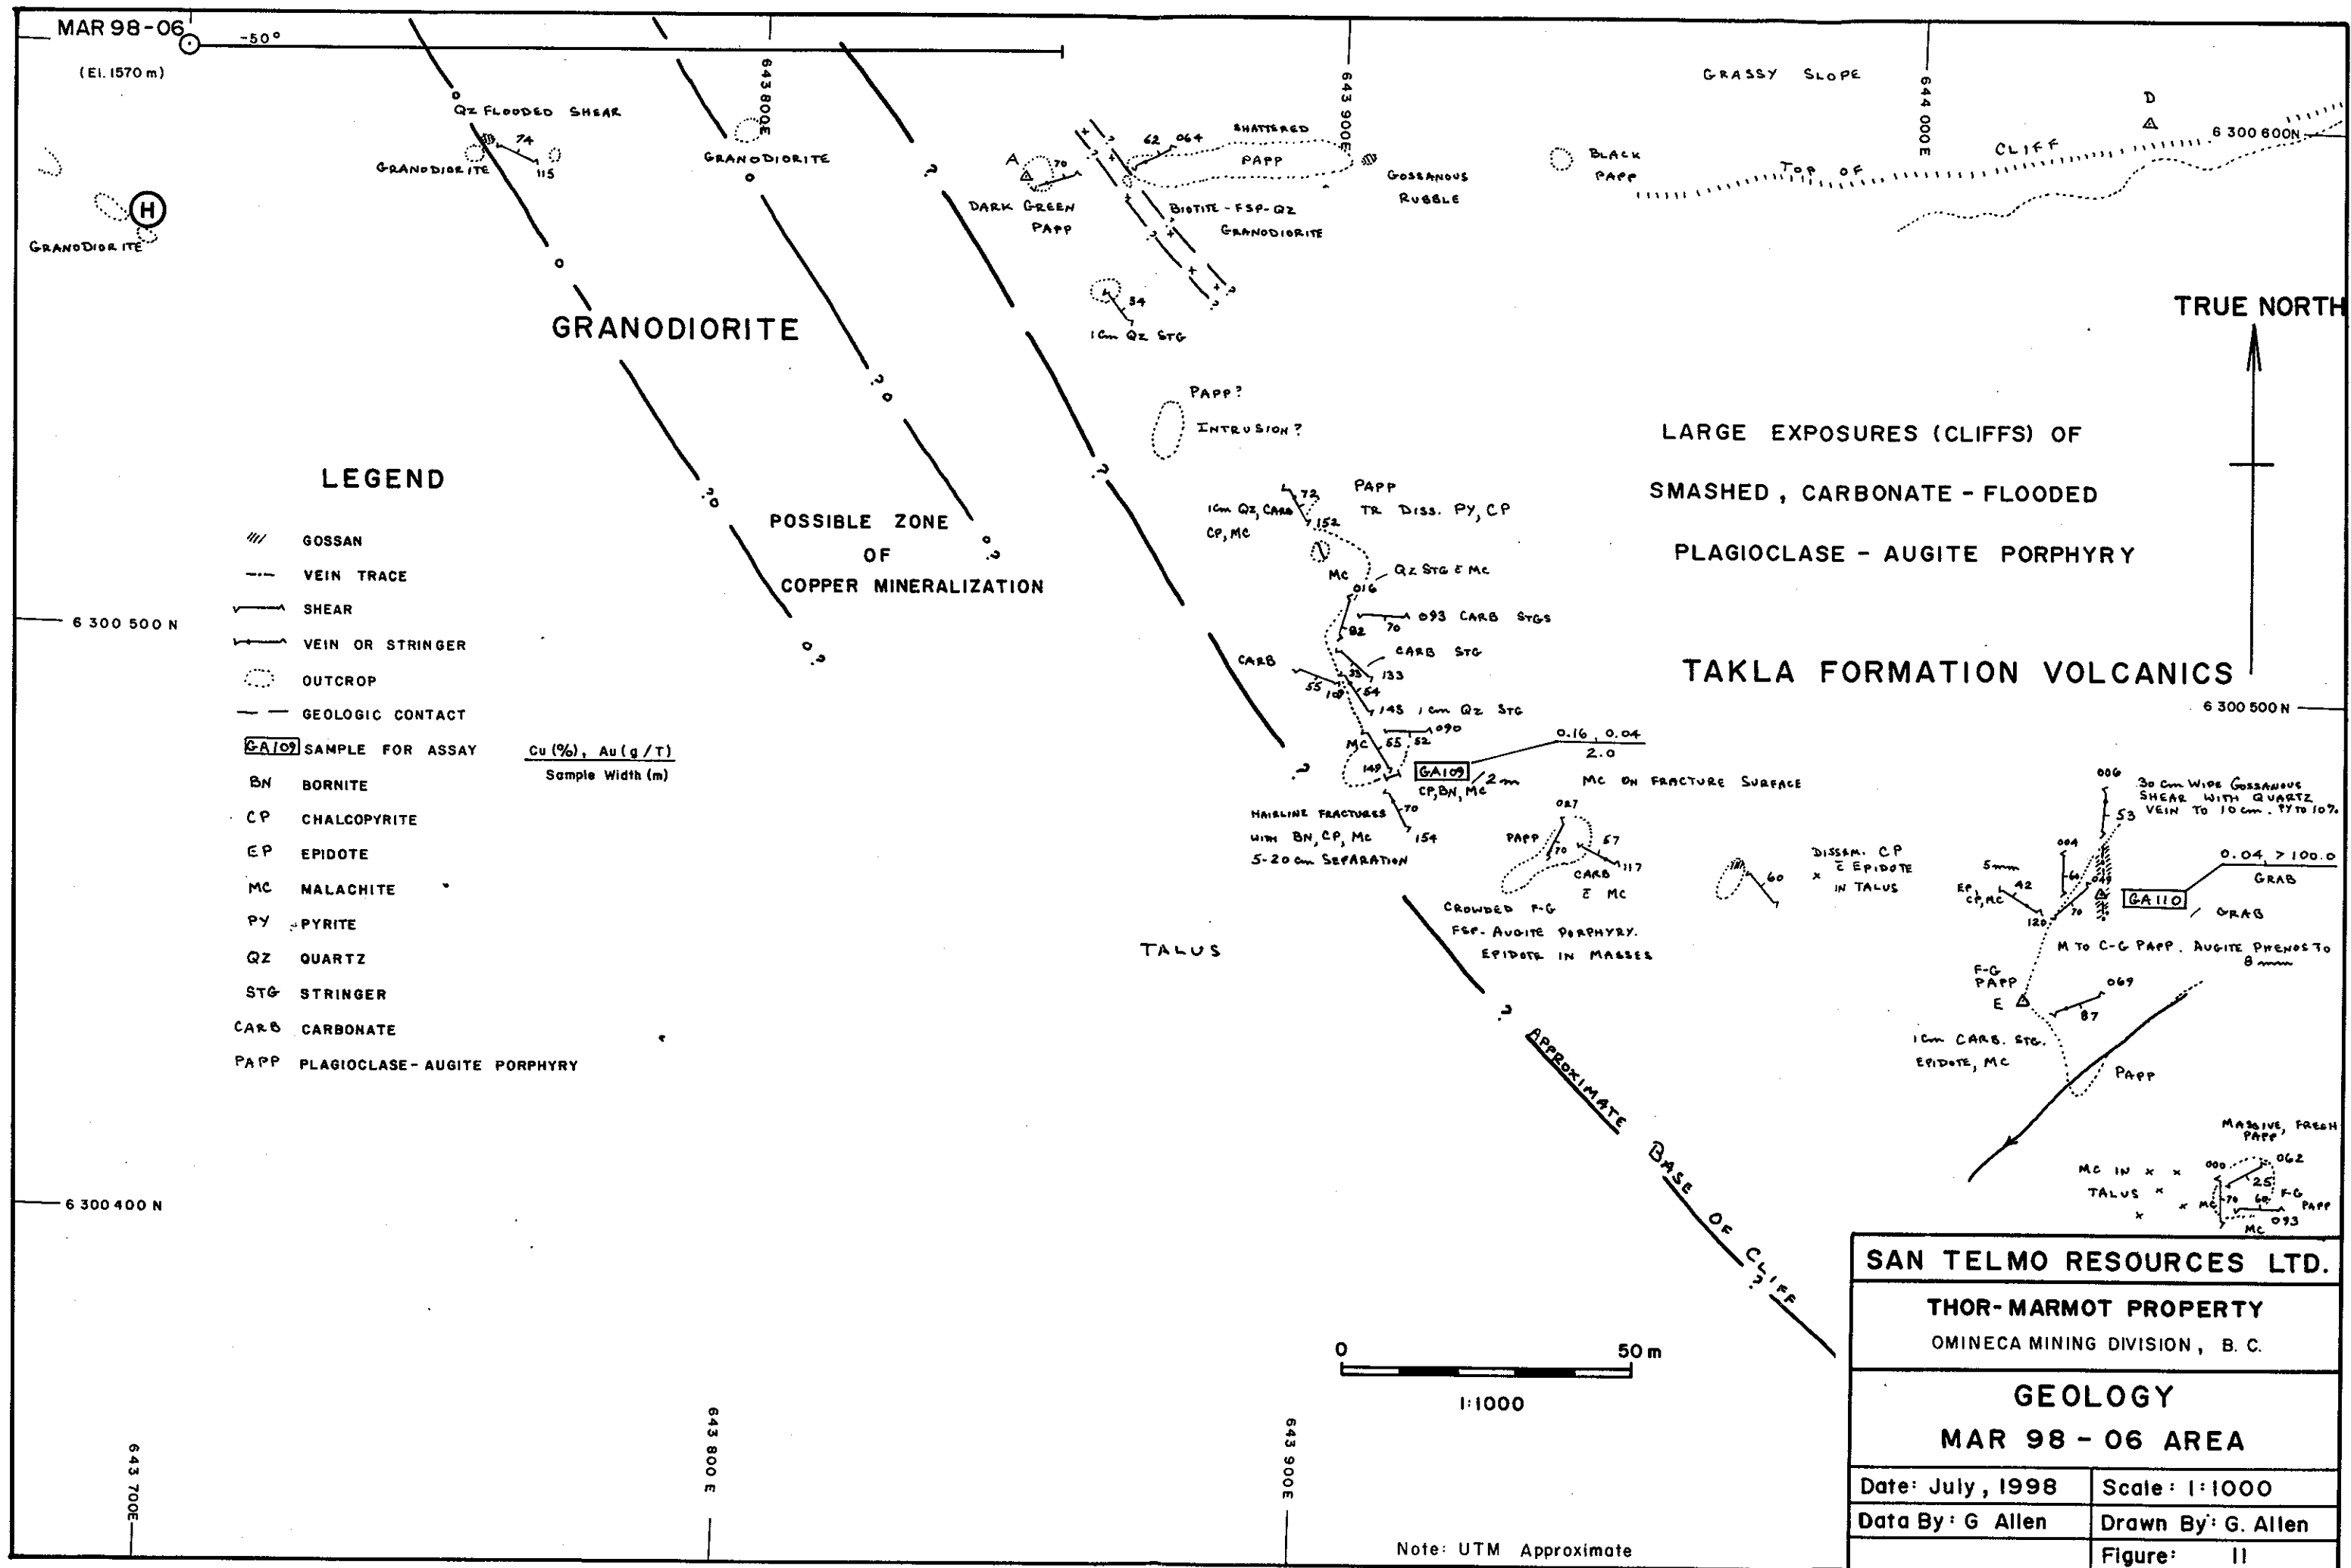 MAR 98-06
-50°
(El. 1570 m)
643 800E
643 900E
644 000E
GRASSY SLOPE
D
6 300 600N
TOP OF CLIFF
QZ FLOODED SHEAR
74
115
GRANODIORITE
GRANODIORITE
A
70
DARK GREEN
PAPP
62
064
SHATTERED
PAPP
GOSSANOUS
RUBBLE
BLACK
PAPP
BIOTITE-FSP-QZ
GRANODIORITE
H
GRANODIORITE
54
1cm QZ STG
GRANODIORITE
TRUE NORTH
PAPP?
INTRUSION?
LARGE EXPOSURES (CLIFFS) OF
SMASHED, CARBONATE-FLOODED
PLAGIOCLASE-AUGITE PORPHYRY
POSSIBLE ZONE
OF
COPPER MINERALIZATION
1cm QZ, CARB
CP, MC
72
152
PAPP
TR DISS. PY, CP
MC
QZ STG C̄ MC
016
82
093 CARB STGS
70
CARB STG
133
CARB
55
109
54
143 1cm QZ STG
090
MC
65
52
149
GA109
CP, BN, MC
2m
0.16, 0.04
2.0
MC ON FRACTURE SURFACE
70
154
HAIRLINE FRACTURES
WITH BN, CP, MC
5-20 cm SEPARATION
TAKLA FORMATION VOLCANICS
6 300 500 N
6 300 500 N
LEGEND
GOSSAN
VEIN TRACE
SHEAR
VEIN OR STRINGER
OUTCROP
GEOLOGIC CONTACT
GA109 SAMPLE FOR ASSAY
Cu (%), Au (g/T)
Sample Width (m)
BN BORNITE
CP CHALCOPYRITE
EP EPIDOTE
MC MALACHITE
PY PYRITE
QZ QUARTZ
STG STRINGER
CARB CARBONATE
PAPP PLAGIOCLASE-AUGITE PORPHYRY
027
PAPP
70
57
117
CARB
C̄ MC
CROWDED F-G
FSP-AUGITE PORPHYRY.
EPIDOTE IN MASSES
60
DISSEM. CP
C̄ EPIDOTE
IN TALUS
TALUS
006
30 cm WIDE GOSSANOUS
SHEAR WITH QUARTZ
VEIN TO 10 cm. PY TO 10%
53
004
5mm
EP,
CP, MC
42
120
70
GA110
0.04, >100.0
GRAB
GRAB
M TO C-G PAPP. AUGITE PHENOS TO
8mm
F-G
PAPP
E
069
87
1cm CARB. STG.
EPIDOTE, MC
PAPP
MASSIVE, FRESH
PAPP
MC IN
TALUS
000
062
25
70
60
MC
F-G
PAPP
093
MC
APPROXIMATE BASE OF CLIFF
6 300 400 N
643 700E
643 800 E
643 900E
0
50 m
1:1000
Note: UTM Approximate
SAN TELMO RESOURCES LTD.
THOR-MARMOT PROPERTY
OMINECA MINING DIVISION, B. C.
GEOLOGY
MAR 98-06 AREA
Date: July, 1998
Scale: 1:1000
Data By: G Allen
Drawn By: G. Allen
Figure: 11